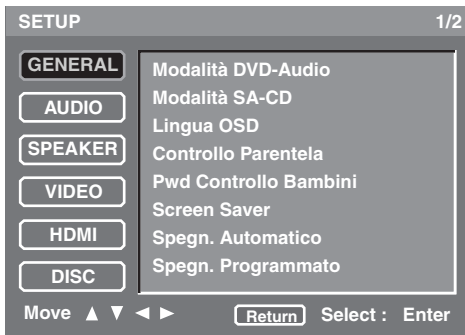 SETUP 1/2
GENERAL
AUDIO
SPEAKER
VIDEO
HDMI
DISC
Modalità DVD-Audio
Modalità SA-CD
Lingua OSD
Controllo Parentela
Pwd Controllo Bambini
Screen Saver
Spegn. Automatico
Spegn. Programmato
Move ▲ ▼ ◄ ► Return Select : Enter